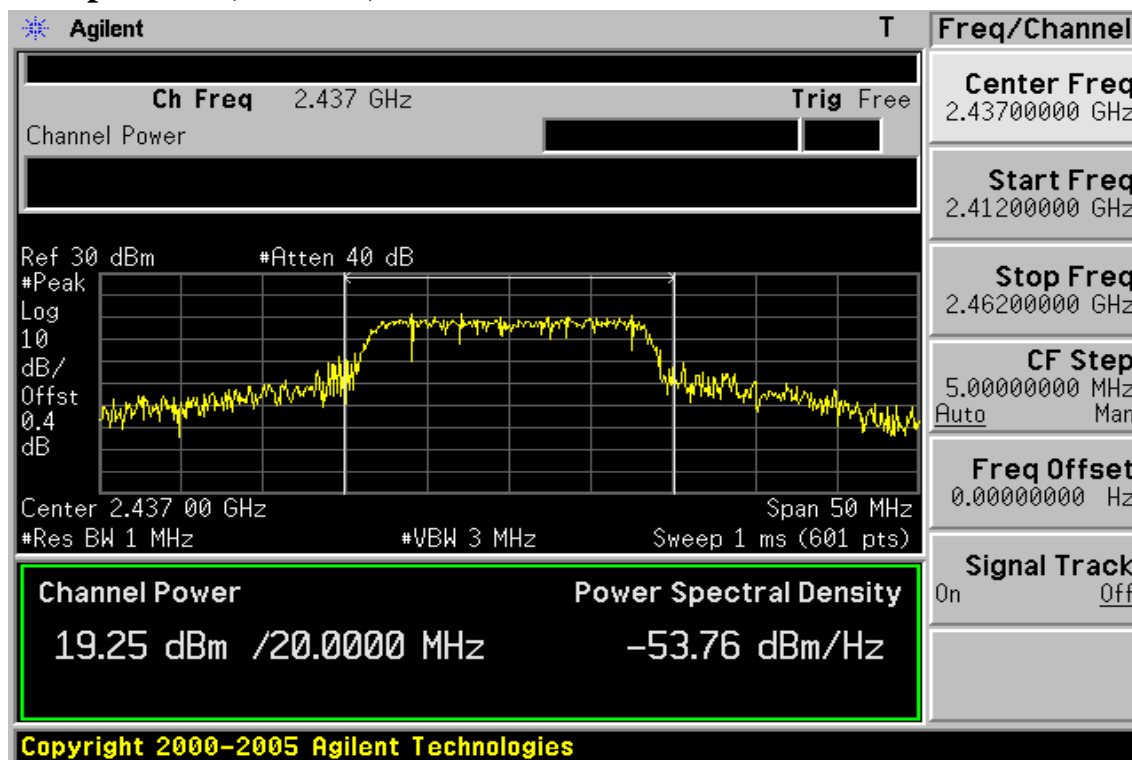 Agilent T Freq/Channel
Ch Freq 2.437 GHz Trig Free
Channel Power
Center Freq
2.43700000 GHz
Start Freq
2.41200000 GHz
Stop Freq
2.46200000 GHz
CF Step
5.00000000 MHz
Auto Man
Freq Offset
0.00000000 Hz
Signal Track
On Off
Ref 30 dBm #Atten 40 dB
#Peak
Log
10
dB/
Offst
0.4
dB
Center 2.437 00 GHz Span 50 MHz
#Res BW 1 MHz #VBW 3 MHz Sweep 1 ms (601 pts)
Channel Power Power Spectral Density
19.25 dBm /20.0000 MHz -53.76 dBm/Hz
Copyright 2000-2005 Agilent Technologies